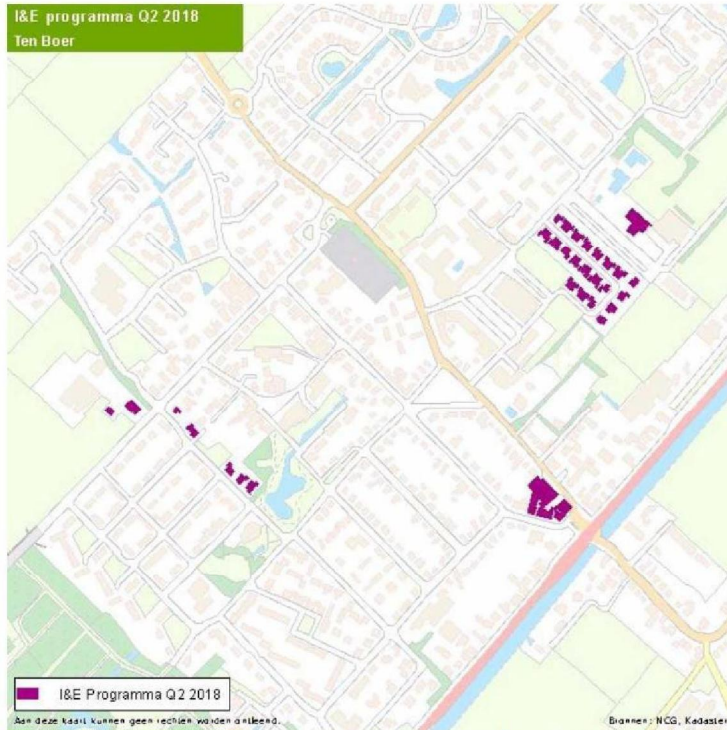 I&E programma Q2 2018
Ten Boer
I&E Programma Q2 2018
Aan deze kaart kunnen geen rechten worden ontleend.
Bronnen: NCG, Kadaster